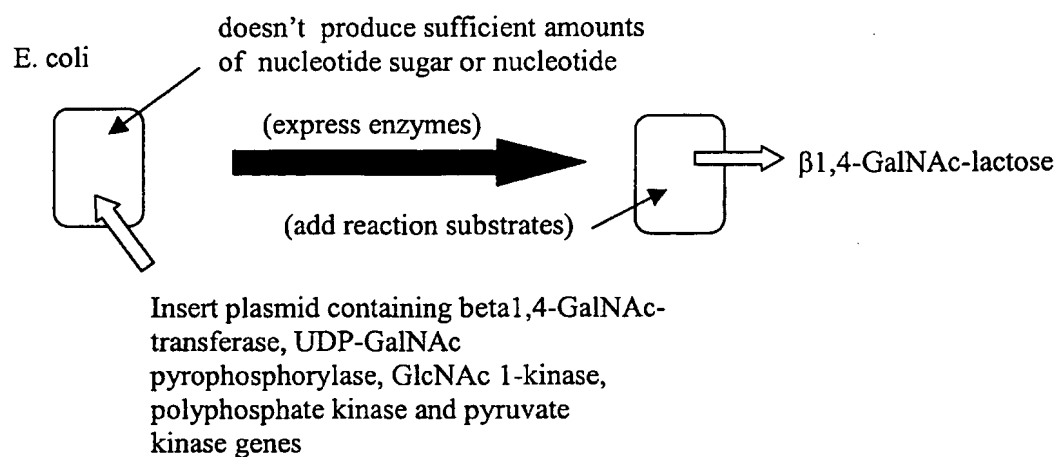 doesn't produce sufficient amounts
of nucleotide sugar or nucleotide
E. coli
(express enzymes)
β1,4-GalNAc-lactose
(add reaction substrates)
Insert plasmid containing beta1,4-GalNAc-
transferase, UDP-GalNAc
pyrophosphorylase, GlcNAc 1-kinase,
polyphosphate kinase and pyruvate
kinase genes